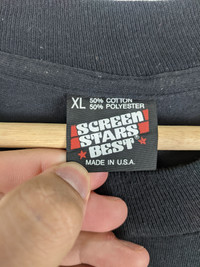 XL 50% COTTON
50% POLYESTER
SCREEN
STARS
BEST®
MADE IN U.S.A.